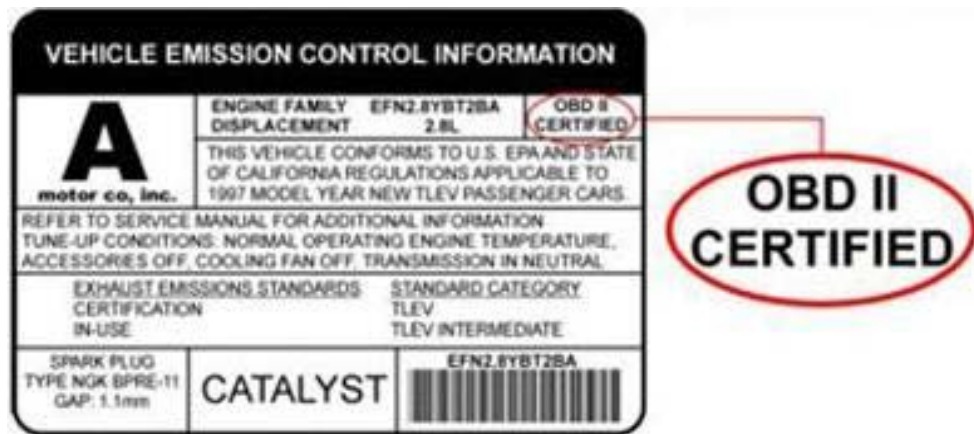 VEHICLE EMISSION CONTROL INFORMATION
A
motor co, inc.
ENGINE FAMILY EFN2.8YBT2BA
DISPLACEMENT 2.8L
OBD II
CERTIFIED
THIS VEHICLE CONFORMS TO U.S. EPA AND STATE
OF CALIFORNIA REGULATIONS APPLICABLE TO
1997 MODEL YEAR NEW TLEV PASSENGER CARS.
REFER TO SERVICE MANUAL FOR ADDITIONAL INFORMATION
TUNE-UP CONDITIONS: NORMAL OPERATING ENGINE TEMPERATURE,
ACCESSORIES OFF, COOLING FAN OFF, TRANSMISSION IN NEUTRAL
EXHAUST EMISSIONS STANDARDS STANDARD CATEGORY
CERTIFICATION TLEV
IN-USE TLEV INTERMEDIATE
SPARK PLUG
TYPE NGK BPRE-11
GAP: 1.1mm
CATALYST
EFN2.8YBT2BA
OBD II
CERTIFIED